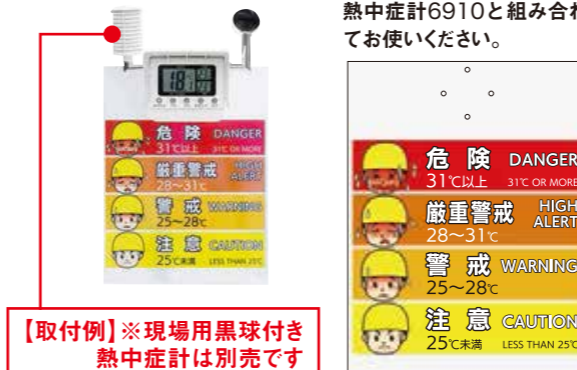 熱中症計6910と組み合わ
てお使いください。
危 険 DANGER
31℃以上 31℃ OR MORE
厳重警戒 HIGH ALERT
28〜31℃
警 戒 WARNING
25〜28℃
注 意 CAUTION
25℃未満 LESS THAN 25℃
【取付例】※現場用黒球付き
熱中症計は別売です
危 険 DANGER
31℃以上 31℃ OR MORE
厳重警戒 HIGH ALERT
28〜31℃
警 戒 WARNING
25〜28℃
注 意 CAUTION
25℃未満 LESS THAN 25℃